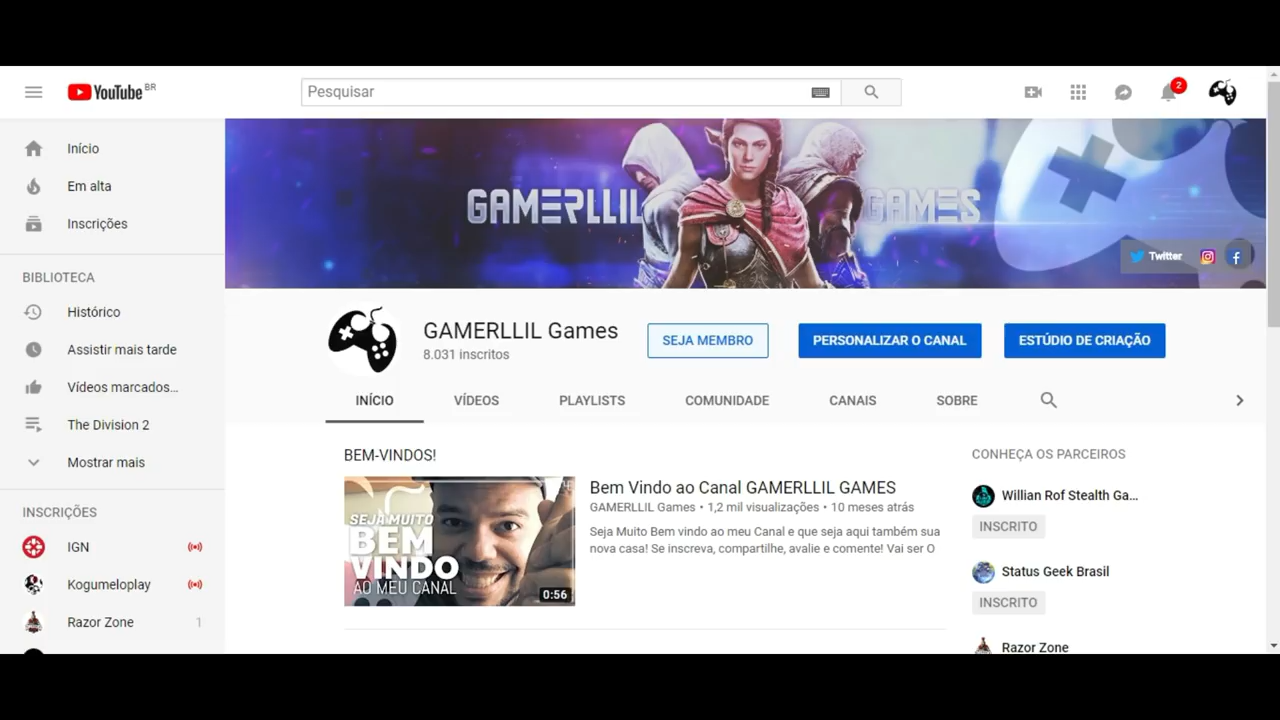 YouTube BR
Pesquisar
2
Início
Em alta
Inscrições
BIBLIOTECA
Histórico
Assistir mais tarde
Vídeos marcados...
The Division 2
Mostrar mais
INSCRIÇÕES
IGN
Kogumeloplay
Razor Zone 1
GAMERLLIL GAMES
Twitter
GAMERLLIL Games
8.031 inscritos
SEJA MEMBRO
PERSONALIZAR O CANAL
ESTÚDIO DE CRIAÇÃO
INÍCIO
VÍDEOS
PLAYLISTS
COMUNIDADE
CANAIS
SOBRE
BEM-VINDOS!
SEJA MUITO
BEM
VINDO
AO MEU CANAL
0:56
Bem Vindo ao Canal GAMERLLIL GAMES
GAMERLLIL Games • 1,2 mil visualizações • 10 meses atrás
Seja Muito Bem vindo ao meu Canal e que seja aqui também sua
nova casa! Se inscreva, compartilhe, avalie e comente! Vai ser O
CONHEÇA OS PARCEIROS
Willian Rof Stealth Ga...
INSCRITO
Status Geek Brasil
INSCRITO
Razor Zone